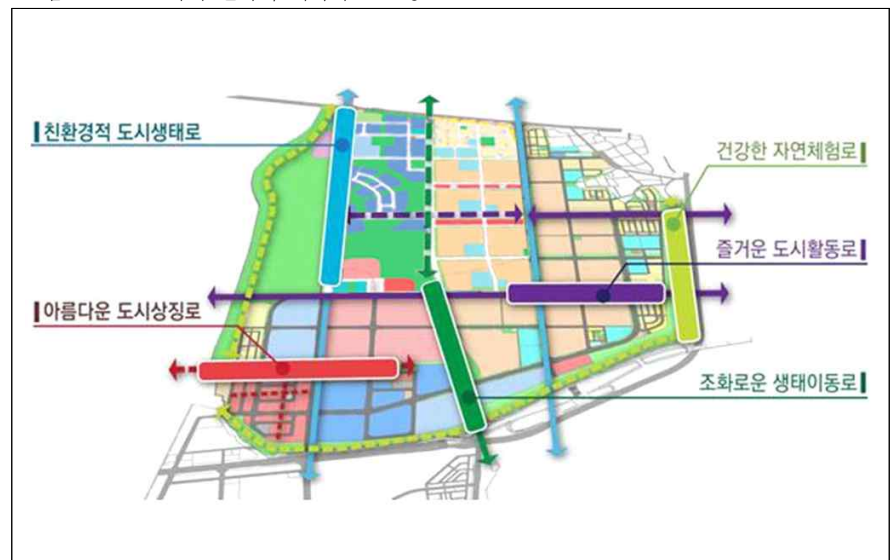 친환경적 도시생태로
건강한 자연체험로
즐거운 도시활동로
아름다운 도시상징로
조화로운 생태이동로